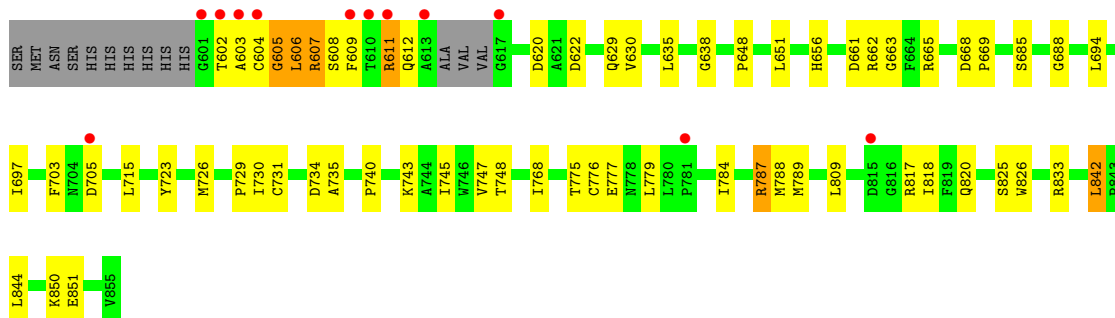 SER MET ASN SER HIS HIS HIS HIS HIS HIS G601 T602 A603 C604 G605 L606 R607 S608 F609 T610 R611 Q612 A613 ALA VAL VAL G617 D620 A621 D622 Q629 V630 L635 G638 P648 L651 H656 D661 R662 G663 F664 R665 D668 P669 S685 G688 L694
I697 F703 N704 D705 L715 Y723 M726 P729 I730 C731 D734 A735 P740 K743 A744 I745 W746 V747 T748 I768 T775 C776 E777 N778 L779 L780 P781 I784 R787 M788 M789 L809 D815 G816 R817 I818 F819 Q820 S825 W826 R833 L842 P843
L844 K850 E851 V855